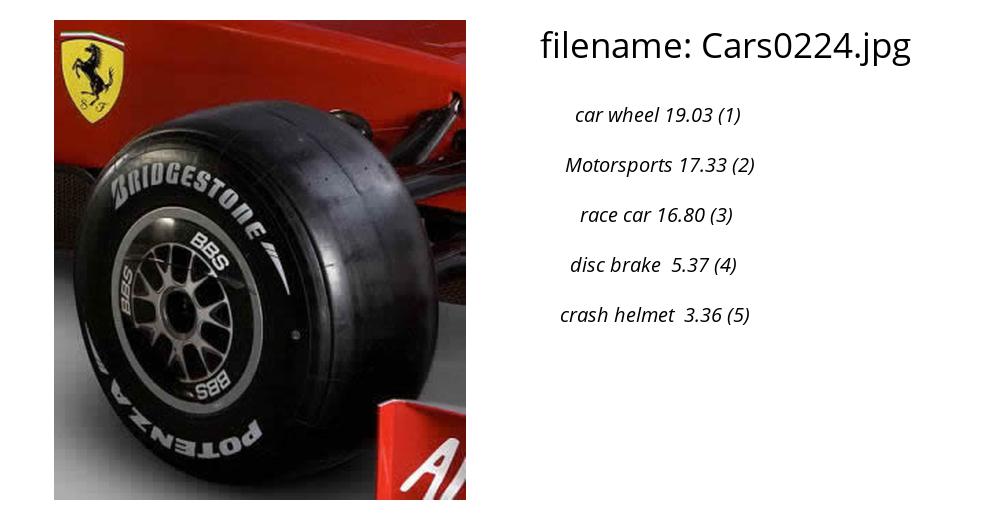 S F
BRIDGESTONE
BBS
BBS
BBS
POTENZA
filename: Cars0224.jpg
car wheel 19.03 (1)
Motorsports 17.33 (2)
race car 16.80 (3)
disc brake 5.37 (4)
crash helmet 3.36 (5)